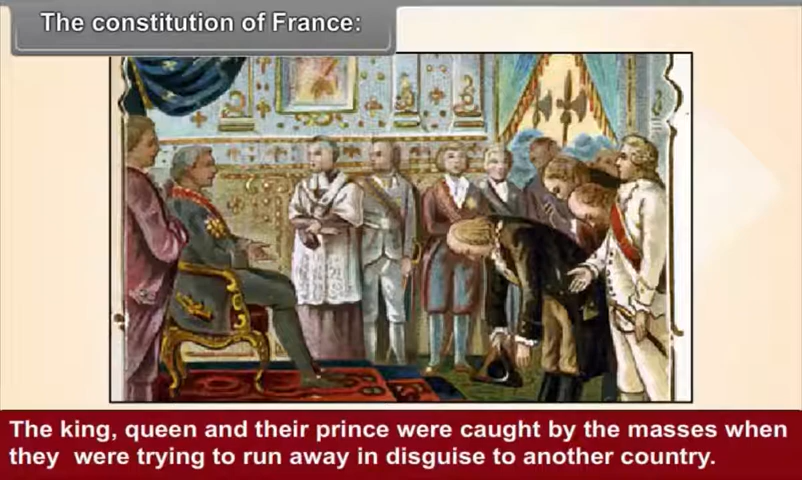 The constitution of France:
The king, queen and their prince were caught by the masses when
they were trying to run away in disguise to another country.